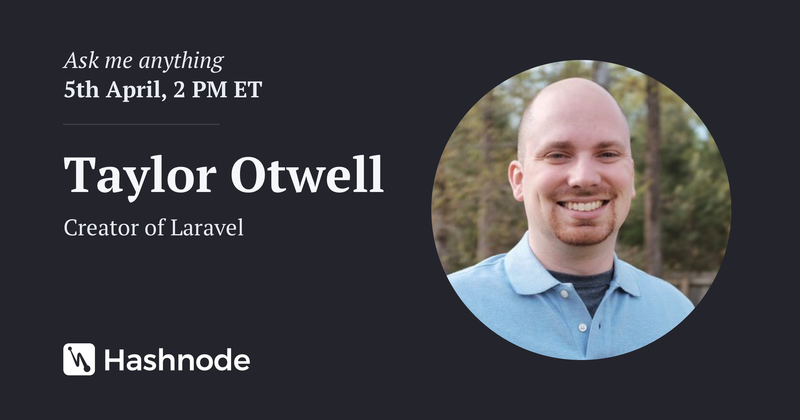 Ask me anything
5th April, 2 PM ET
Taylor Otwell
Creator of Laravel
Hashnode